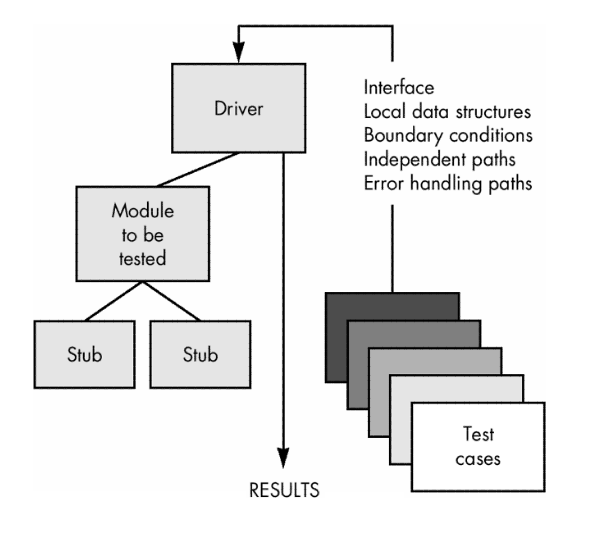 Driver
Interface
Local data structures
Boundary conditions
Independent paths
Error handling paths
Module
to be
tested
Stub
Stub
Test
cases
RESULTS